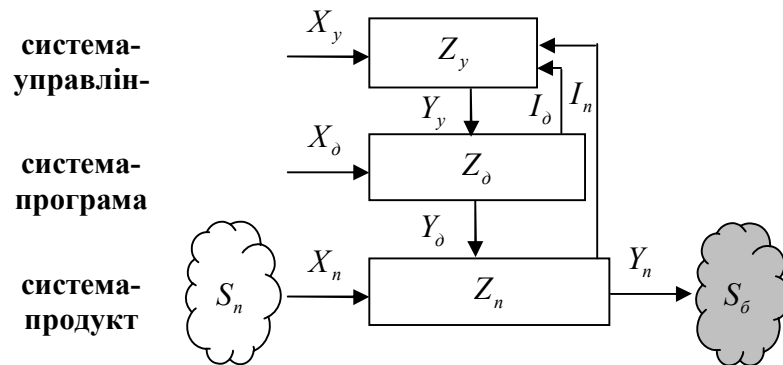 X_у
система-
управлін-
Z_у
Y_у
I_д
I_п
X_д
система-
програма
Z_д
Y_д
X_п
Y_п
система-
продукт
S_п
Z_п
S_б